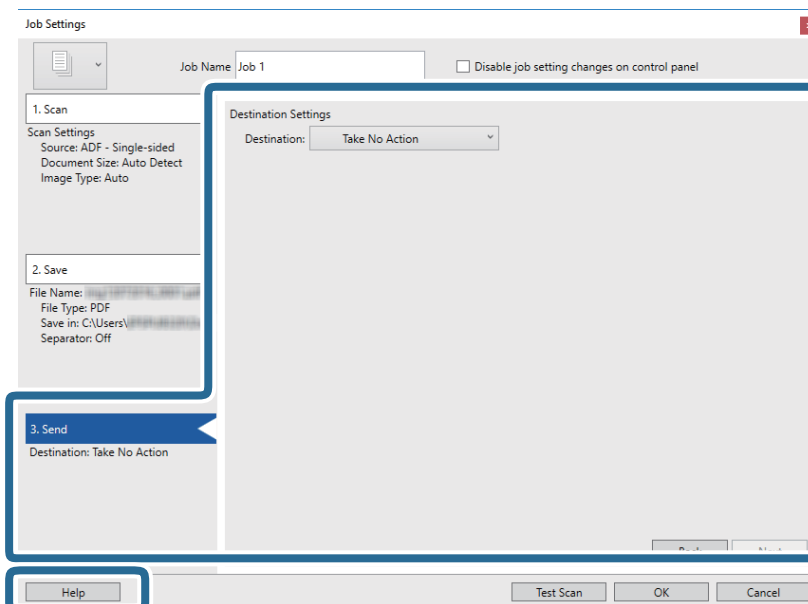 Job Settings
Job Name Job 1
Disable job setting changes on control panel
1. Scan
Scan Settings
Source: ADF - Single-sided
Document Size: Auto Detect
Image Type: Auto
2. Save
File Name:
File Type: PDF
Save in: C:\Users\
Separator: Off
3. Send
Destination: Take No Action
Destination Settings
Destination: Take No Action
Back Next
Help Test Scan OK Cancel